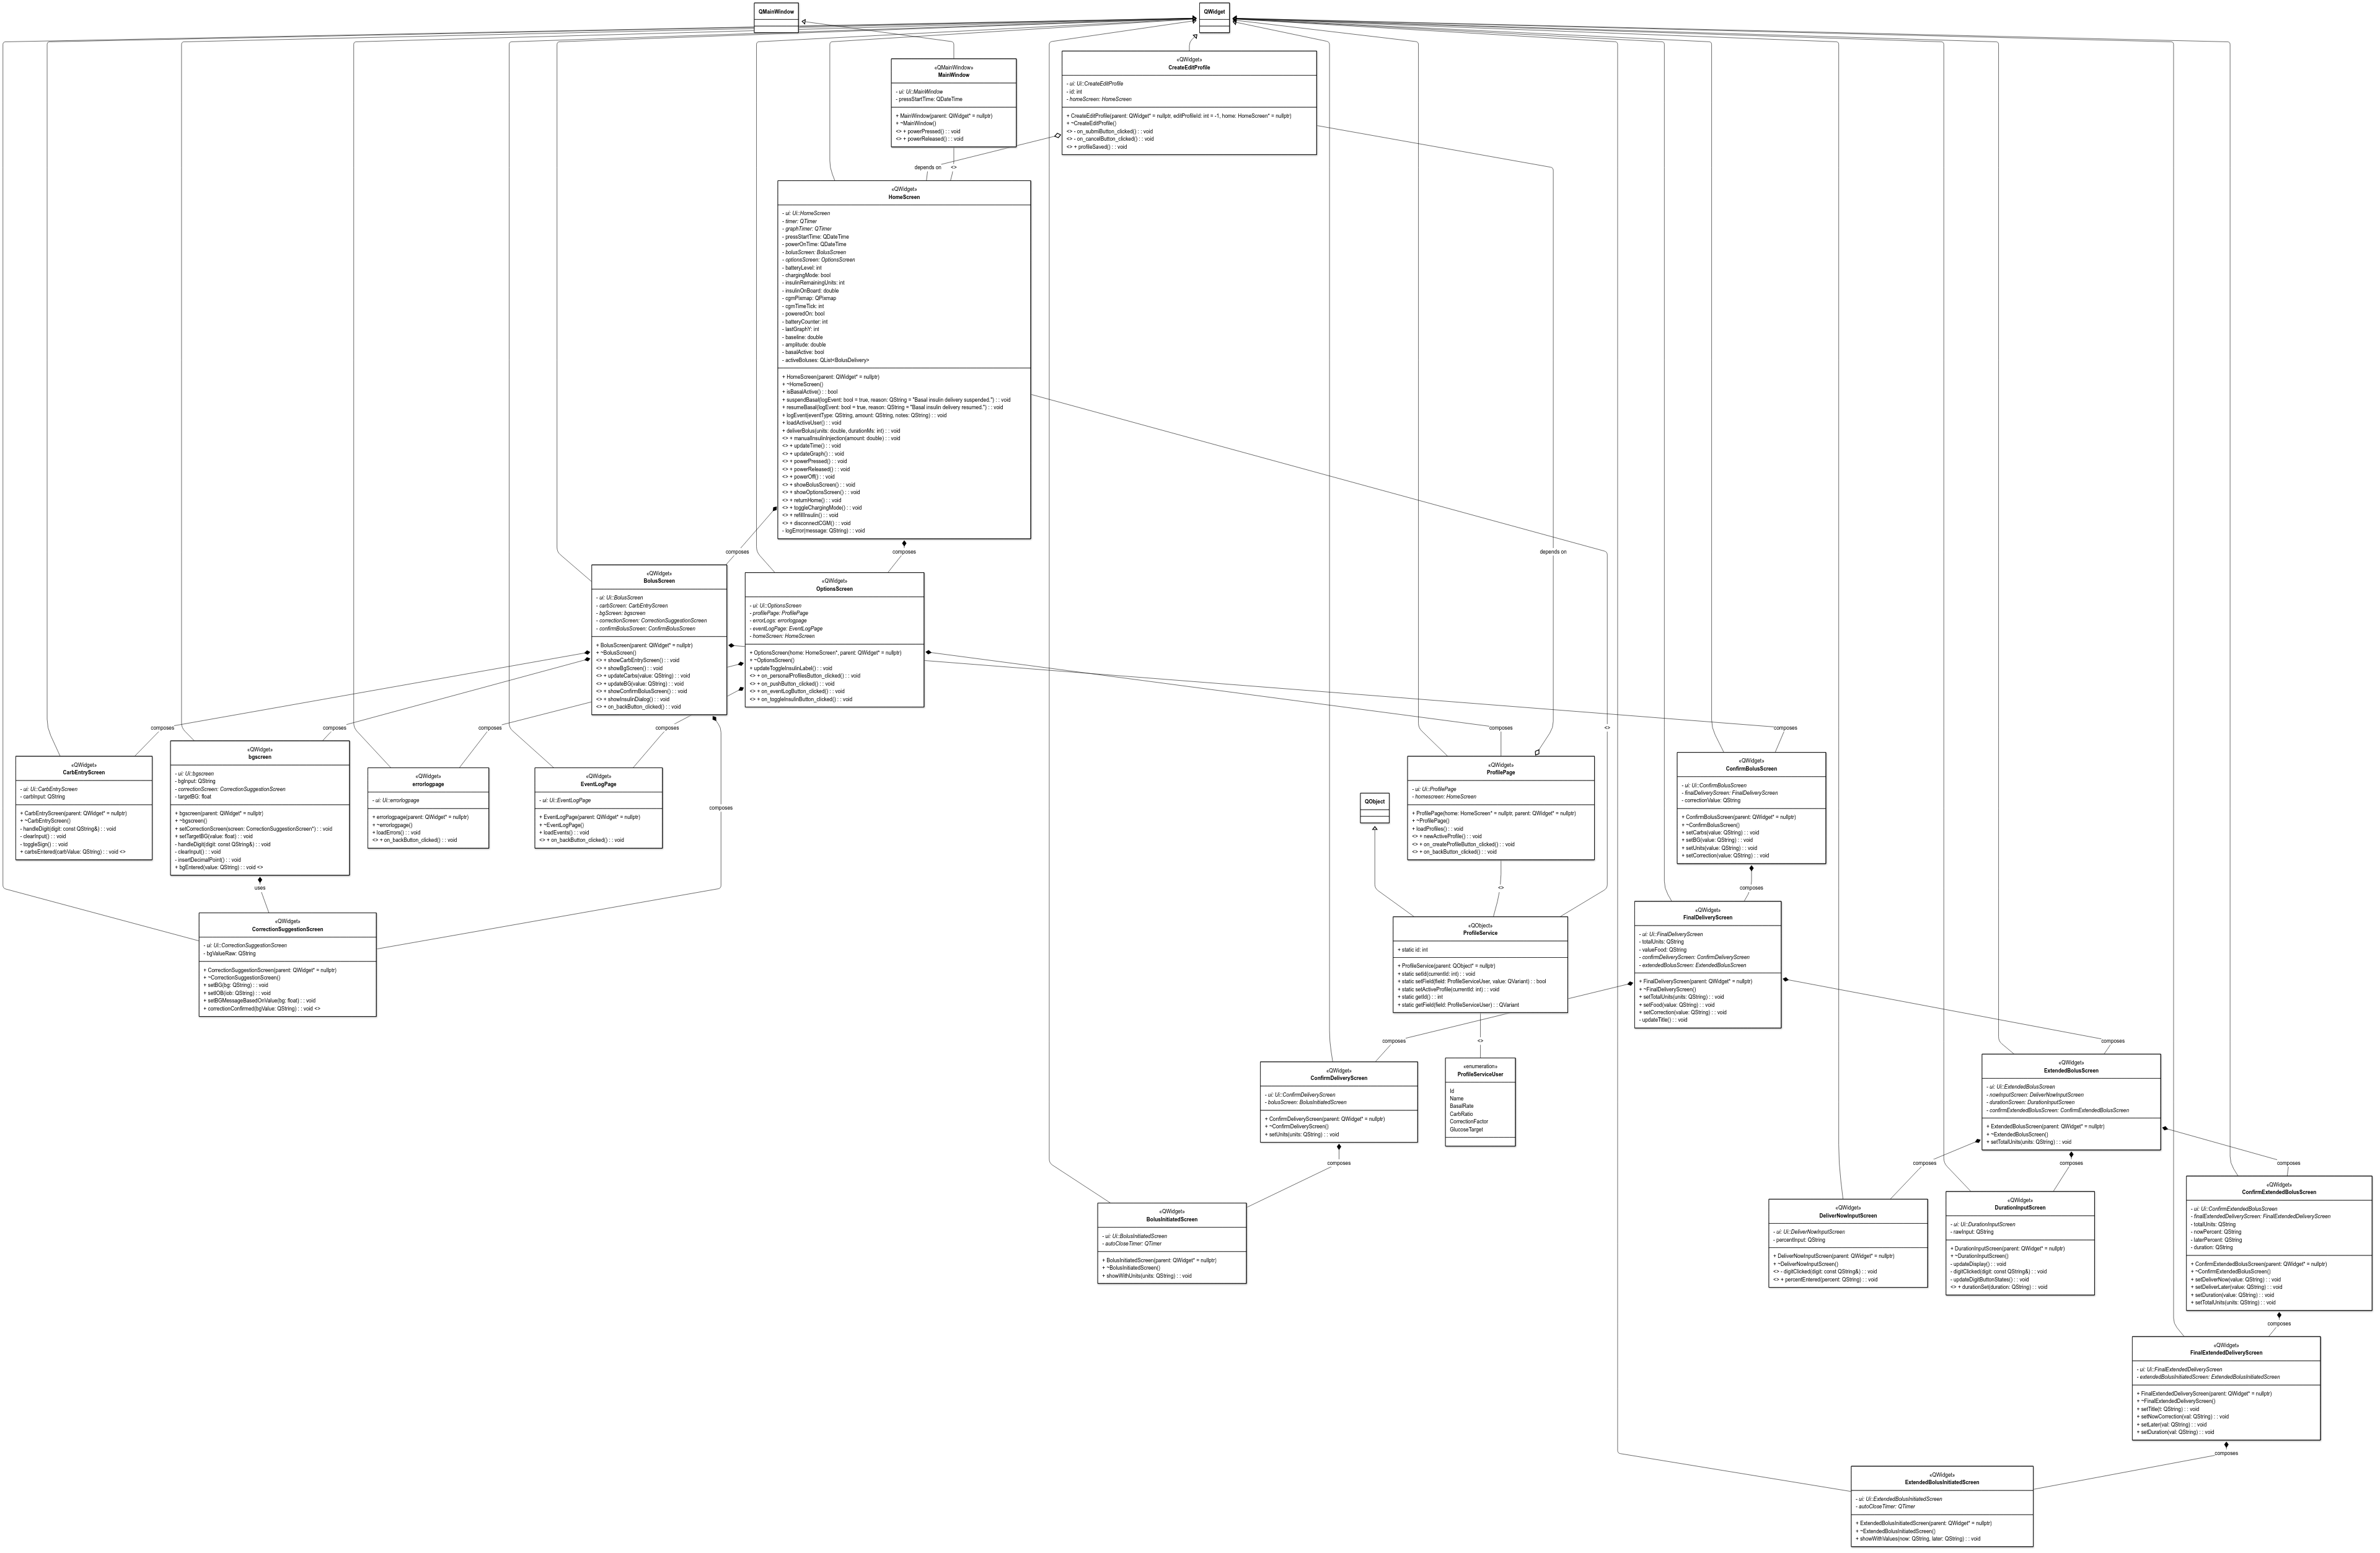 QMainWindow
QWidget
«QMainWindow»
MainWindow
- ui: Ui::MainWindow
- pressStartTime: QDateTime
+ MainWindow(parent: QWidget* = nullptr)
+ ~MainWindow()
<> + powerPressed() : : void
<> + powerReleased() : : void
«QWidget»
CreateEditProfile
- ui: Ui::CreateEditProfile
- id: int
- homeScreen: HomeScreen
+ CreateEditProfile(parent: QWidget* = nullptr, editProfileId: int = -1, home: HomeScreen* = nullptr)
+ ~CreateEditProfile()
<> - on_submitButton_clicked() : : void
<> - on_cancelButton_clicked() : : void
<> + profileSaved() : : void
depends on
<>
«QWidget»
HomeScreen
- ui: Ui::HomeScreen
- timer: QTimer
- graphTimer: QTimer
- pressStartTime: QDateTime
- powerOnTime: QDateTime
- bolusScreen: BolusScreen
- optionsScreen: OptionsScreen
- batteryLevel: int
- chargingMode: bool
- insulinRemainingUnits: int
- insulinOnBoard: double
- cgmPixmap: QPixmap
- cgmTimeTick: int
- poweredOn: bool
- batteryCounter: int
- lastGraphY: int
- baseline: double
- amplitude: double
- basalActive: bool
- activeBoluses: QList<BolusDelivery>
+ HomeScreen(parent: QWidget* = nullptr)
+ ~HomeScreen()
+ isBasalActive() : : bool
+ suspendBasal(logEvent: bool = true, reason: QString = "Basal insulin delivery suspended.") : : void
+ resumeBasal(logEvent: bool = true, reason: QString = "Basal insulin delivery resumed.") : : void
+ logEvent(eventType: QString, amount: QString, notes: QString) : : void
+ loadActiveUser() : : void
+ deliverBolus(units: double, durationMs: int) : : void
<> + manualInsulinInjection(amount: double) : : void
<> + updateTime() : : void
<> + updateGraph() : : void
<> + powerPressed() : : void
<> + powerReleased() : : void
<> + powerOff() : : void
<> + showBolusScreen() : : void
<> + showOptionsScreen() : : void
<> + returnHome() : : void
<> + toggleChargingMode() : : void
<> + refillInsulin() : : void
<> + disconnectCGM() : : void
- logError(message: QString) : : void
composes
composes
depends on
«QWidget»
BolusScreen
- ui: Ui::BolusScreen
- carbScreen: CarbEntryScreen
- bgScreen: bgscreen
- correctionScreen: CorrectionSuggestionScreen
- confirmBolusScreen: ConfirmBolusScreen
+ BolusScreen(parent: QWidget* = nullptr)
+ ~BolusScreen()
<> + showCarbEntryScreen() : : void
<> + showBgScreen() : : void
<> + updateCarbs(value: QString) : : void
<> + updateBG(value: QString) : : void
<> + showConfirmBolusScreen() : : void
<> + showInsulinDialog() : : void
<> + on_backButton_clicked() : : void
«QWidget»
OptionsScreen
- ui: Ui::OptionsScreen
- profilePage: ProfilePage
- errorLogs: errorlogpage
- eventLogPage: EventLogPage
- homeScreen: HomeScreen
+ OptionsScreen(home: HomeScreen*, parent: QWidget* = nullptr)
+ ~OptionsScreen()
+ updateToggleInsulinLabel() : : void
<> + on_personalProfilesButton_clicked() : : void
<> + on_pushButton_clicked() : : void
<> + on_eventLogButton_clicked() : : void
<> + on_toggleInsulinButton_clicked() : : void
composes
composes
composes
composes
composes
<>
composes
«QWidget»
CarbEntryScreen
- ui: Ui::CarbEntryScreen
- carbInput: QString
+ CarbEntryScreen(parent: QWidget* = nullptr)
+ ~CarbEntryScreen()
- handleDigit(digit: const QString&) : : void
- clearInput() : : void
- toggleSign() : : void
+ carbsEntered(carbValue: QString) : : void <>
«QWidget»
bgscreen
- ui: Ui::bgscreen
- bgInput: QString
- correctionScreen: CorrectionSuggestionScreen
- targetBG: float
+ bgscreen(parent: QWidget* = nullptr)
+ ~bgscreen()
+ setCorrectionScreen(screen: CorrectionSuggestionScreen*) : : void
+ setTargetBG(value: float) : : void
- handleDigit(digit: const QString&) : : void
- clearInput() : : void
- insertDecimalPoint() : : void
+ bgEntered(value: QString) : : void <>
«QWidget»
errorlogpage
- ui: Ui::errorlogpage
+ errorlogpage(parent: QWidget* = nullptr)
+ ~errorlogpage()
+ loadErrors() : : void
<> + on_backButton_clicked() : : void
«QWidget»
EventLogPage
- ui: Ui::EventLogPage
+ EventLogPage(parent: QWidget* = nullptr)
+ ~EventLogPage()
+ loadEvents() : : void
<> + on_backButton_clicked() : : void
composes
QObject
«QWidget»
ProfilePage
- ui: Ui::ProfilePage
- homescreen: HomeScreen
+ ProfilePage(home: HomeScreen* = nullptr, parent: QWidget* = nullptr)
+ ~ProfilePage()
+ loadProfiles() : : void
<> + newActiveProfile() : : void
<> + on_createProfileButton_clicked() : : void
<> + on_backButton_clicked() : : void
«QWidget»
ConfirmBolusScreen
- ui: Ui::ConfirmBolusScreen
- finalDeliveryScreen: FinalDeliveryScreen
- correctionValue: QString
+ ConfirmBolusScreen(parent: QWidget* = nullptr)
+ ~ConfirmBolusScreen()
+ setCarbs(value: QString) : : void
+ setBG(value: QString) : : void
+ setUnits(value: QString) : : void
+ setCorrection(value: QString) : : void
uses
<>
composes
«QWidget»
CorrectionSuggestionScreen
- ui: Ui::CorrectionSuggestionScreen
- bgValueRaw: QString
+ CorrectionSuggestionScreen(parent: QWidget* = nullptr)
+ ~CorrectionSuggestionScreen()
+ setBG(bg: QString) : : void
+ setIOB(iob: QString) : : void
+ setBGMessageBasedOnValue(bg: float) : : void
+ correctionConfirmed(bgValue: QString) : : void <>
«QObject»
ProfileService
+ static id: int
+ ProfileService(parent: QObject* = nullptr)
+ static setId(currentId: int) : : void
+ static setField(field: ProfileServiceUser, value: QVariant) : : bool
+ static setActiveProfile(currentId: int) : : void
+ static getId() : : int
+ static getField(field: ProfileServiceUser) : : QVariant
«QWidget»
FinalDeliveryScreen
- ui: Ui::FinalDeliveryScreen
- totalUnits: QString
- valueFood: QString
- confirmDeliveryScreen: ConfirmDeliveryScreen
- extendedBolusScreen: ExtendedBolusScreen
+ FinalDeliveryScreen(parent: QWidget* = nullptr)
+ ~FinalDeliveryScreen()
+ setTotalUnits(units: QString) : : void
+ setFood(value: QString) : : void
+ setCorrection(value: QString) : : void
- updateTitle() : : void
composes
<>
composes
«QWidget»
ConfirmDeliveryScreen
- ui: Ui::ConfirmDeliveryScreen
- bolusScreen: BolusInitiatedScreen
+ ConfirmDeliveryScreen(parent: QWidget* = nullptr)
+ ~ConfirmDeliveryScreen()
+ setUnits(units: QString) : : void
«enumeration»
ProfileServiceUser
Id
Name
BasalRate
CarbRatio
CorrectionFactor
GlucoseTarget
«QWidget»
ExtendedBolusScreen
- ui: Ui::ExtendedBolusScreen
- nowInputScreen: DeliverNowInputScreen
- durationScreen: DurationInputScreen
- confirmExtendedBolusScreen: ConfirmExtendedBolusScreen
+ ExtendedBolusScreen(parent: QWidget* = nullptr)
+ ~ExtendedBolusScreen()
+ setTotalUnits(units: QString) : : void
composes
composes
composes
composes
«QWidget»
BolusInitiatedScreen
- ui: Ui::BolusInitiatedScreen
- autoCloseTimer: QTimer
+ BolusInitiatedScreen(parent: QWidget* = nullptr)
+ ~BolusInitiatedScreen()
+ showWithUnits(units: QString) : : void
«QWidget»
DeliverNowInputScreen
- ui: Ui::DeliverNowInputScreen
- percentInput: QString
+ DeliverNowInputScreen(parent: QWidget* = nullptr)
+ ~DeliverNowInputScreen()
<> - digitClicked(digit: const QString&) : : void
<> + percentEntered(percent: QString) : : void
«QWidget»
DurationInputScreen
- ui: Ui::DurationInputScreen
- rawInput: QString
+ DurationInputScreen(parent: QWidget* = nullptr)
+ ~DurationInputScreen()
- updateDisplay() : : void
- digitClicked(digit: const QString&) : : void
- updateDigitButtonStates() : : void
<> + durationSet(duration: QString) : : void
«QWidget»
ConfirmExtendedBolusScreen
- ui: Ui::ConfirmExtendedBolusScreen
- finalExtendedDeliveryScreen: FinalExtendedDeliveryScreen
- totalUnits: QString
- nowPercent: QString
- laterPercent: QString
- duration: QString
+ ConfirmExtendedBolusScreen(parent: QWidget* = nullptr)
+ ~ConfirmExtendedBolusScreen()
+ setDeliverNow(value: QString) : : void
+ setDeliverLater(value: QString) : : void
+ setDuration(value: QString) : : void
+ setTotalUnits(units: QString) : : void
composes
«QWidget»
FinalExtendedDeliveryScreen
- ui: Ui::FinalExtendedDeliveryScreen
- extendedBolusInitiatedScreen: ExtendedBolusInitiatedScreen
+ FinalExtendedDeliveryScreen(parent: QWidget* = nullptr)
+ ~FinalExtendedDeliveryScreen()
+ setTitle(t: QString) : : void
+ setNowCorrection(val: QString) : : void
+ setLater(val: QString) : : void
+ setDuration(val: QString) : : void
composes
«QWidget»
ExtendedBolusInitiatedScreen
- ui: Ui::ExtendedBolusInitiatedScreen
- autoCloseTimer: QTimer
+ ExtendedBolusInitiatedScreen(parent: QWidget* = nullptr)
+ ~ExtendedBolusInitiatedScreen()
+ showWithValues(now: QString, later: QString) : : void